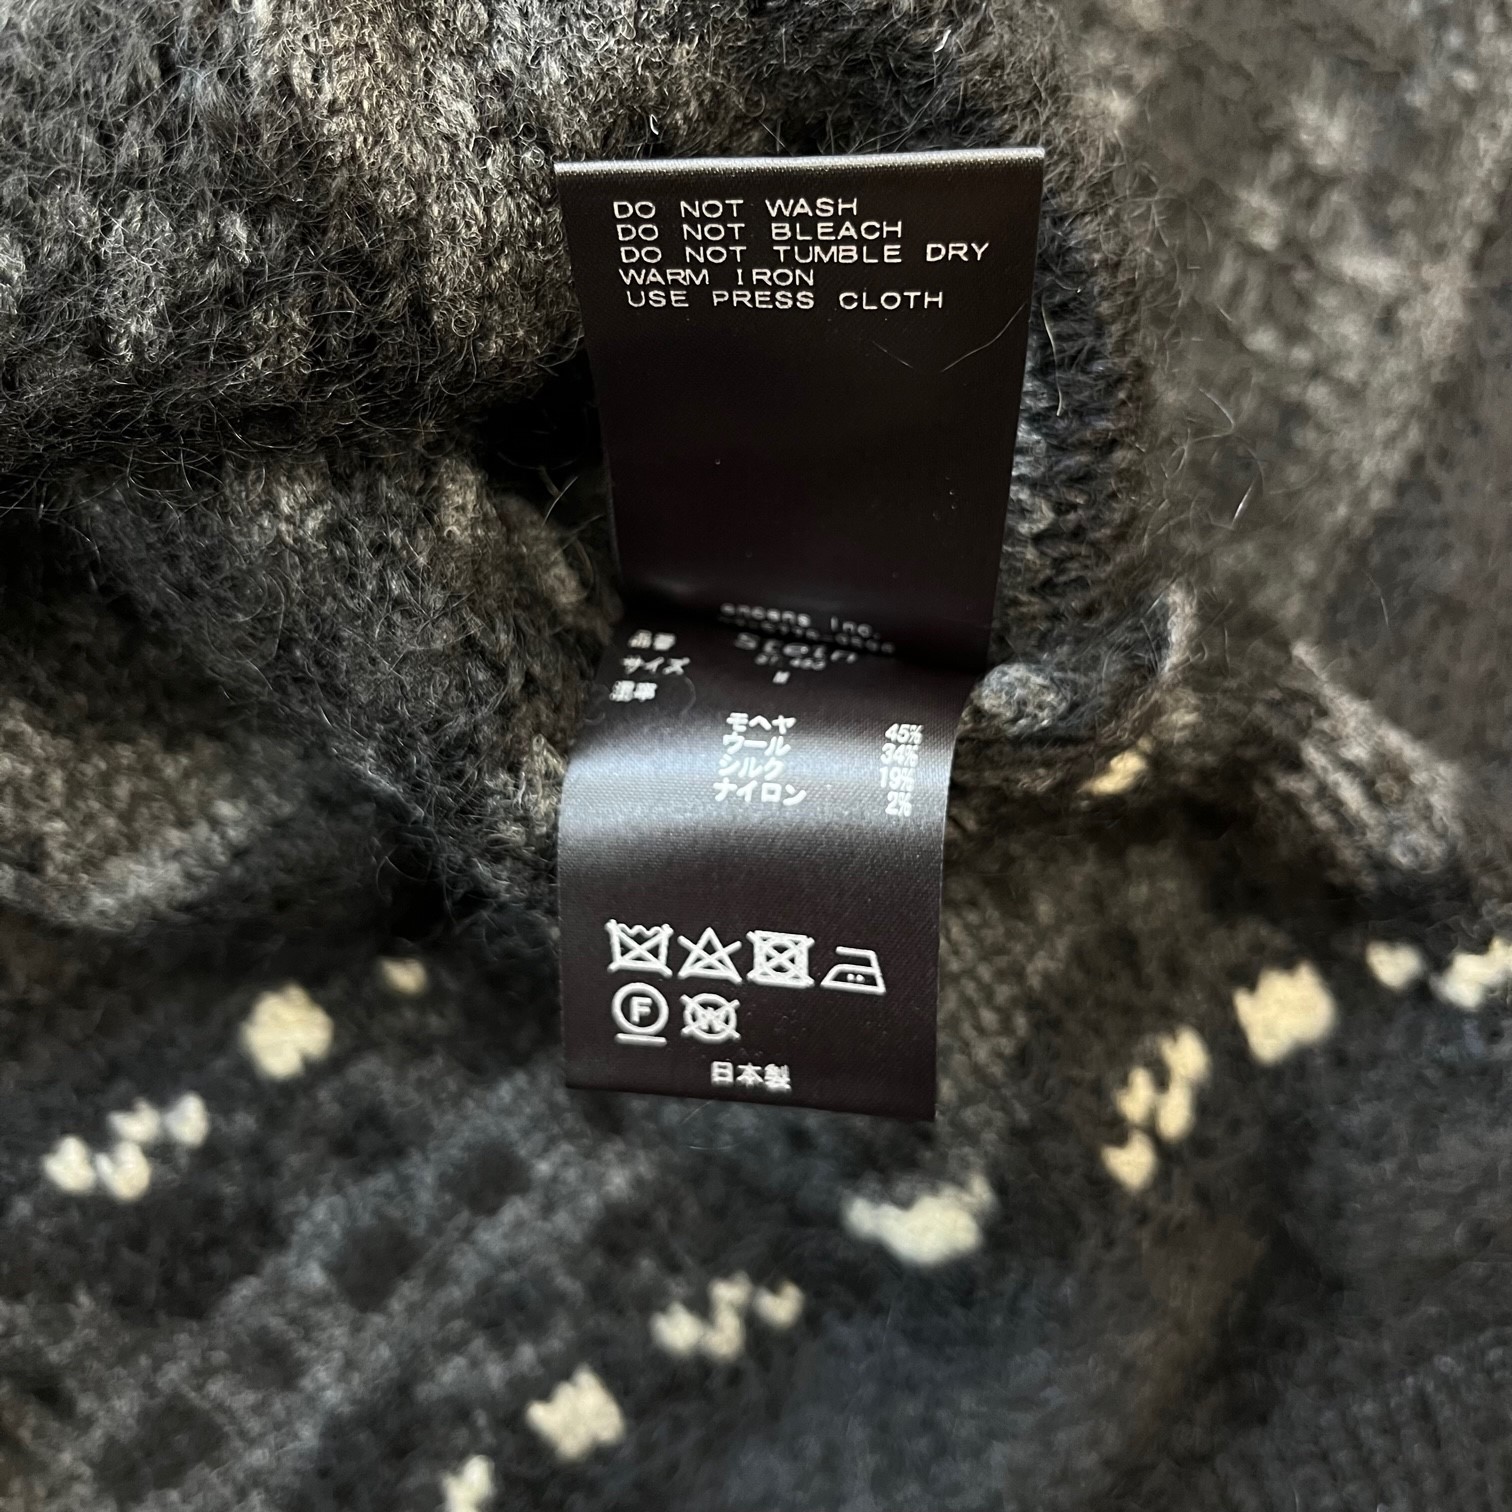 DO NOT WASH
DO NOT BLEACH
DO NOT TUMBLE DRY
WARM IRON
USE PRESS CLOTH
inc.
品番
Stein
サイズ M
混率
モヘヤ 45%
ウール 34%
シルク 19%
ナイロン 2%
F W
日本製